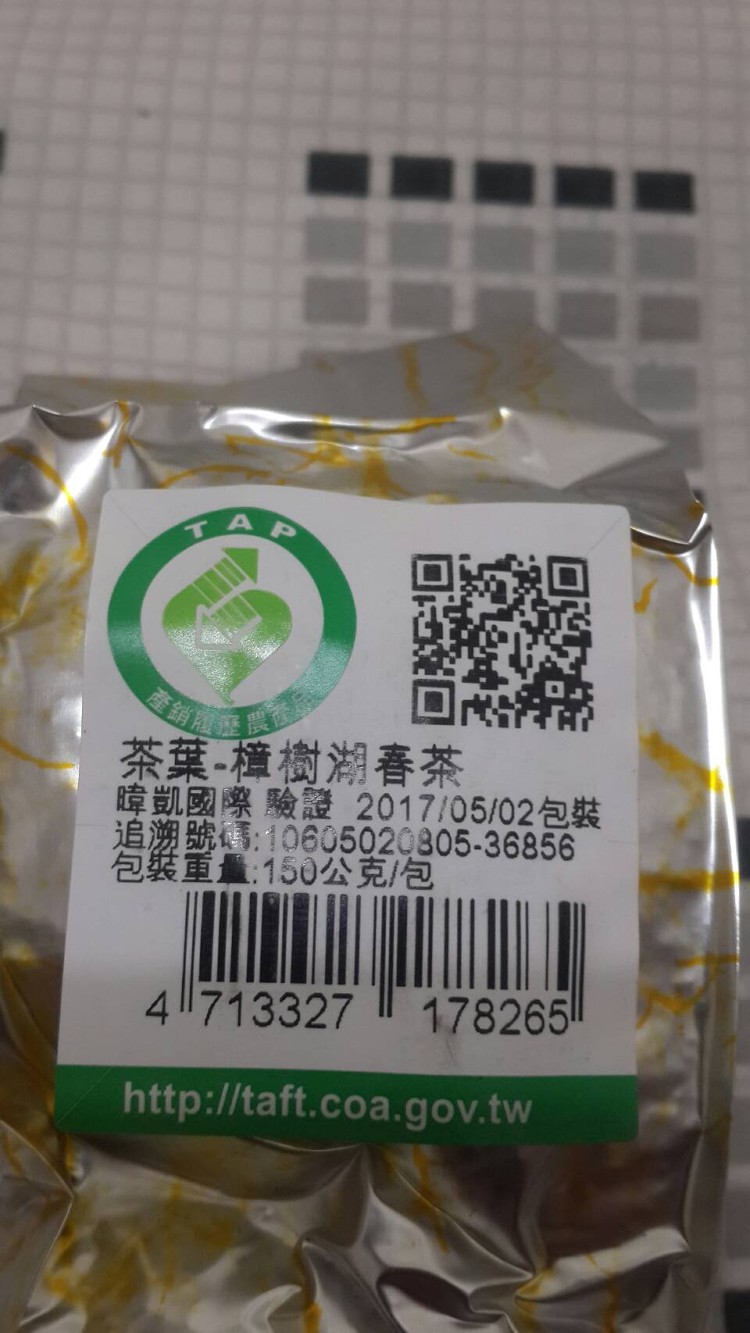 TAP
產銷履歷農產品
茶葉-樟樹湖春茶
暐凱國際 驗證 2017/05/02包裝
追溯號碼:10605020805-36856
包裝重量:150公克/包
4 713327 178265
http://taft.coa.gov.tw